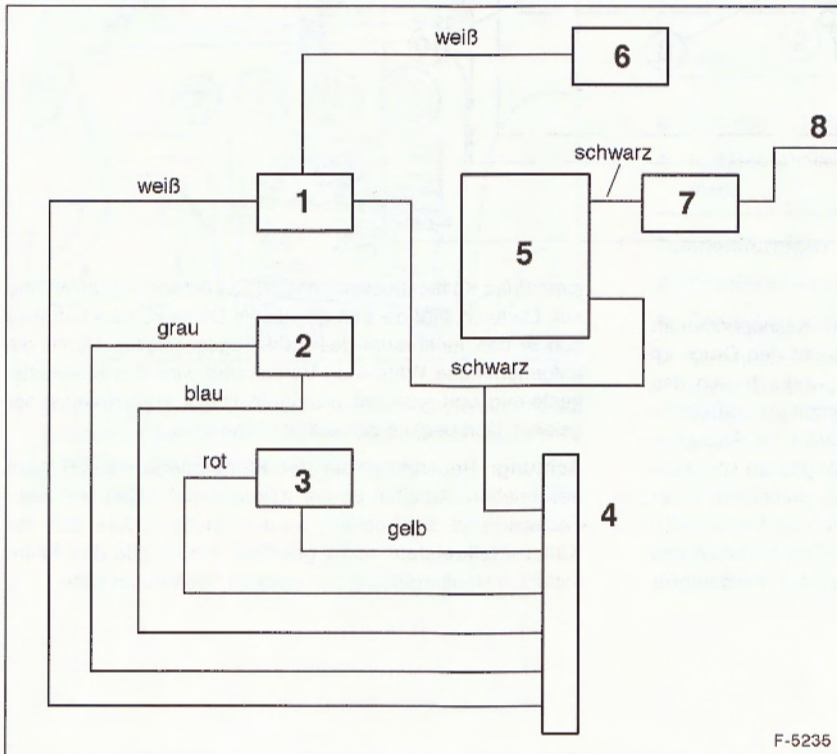 weiß
6
8
schwarz
weiß
1
5
7
grau
2
schwarz
blau
rot
3
4
gelb
F-5235